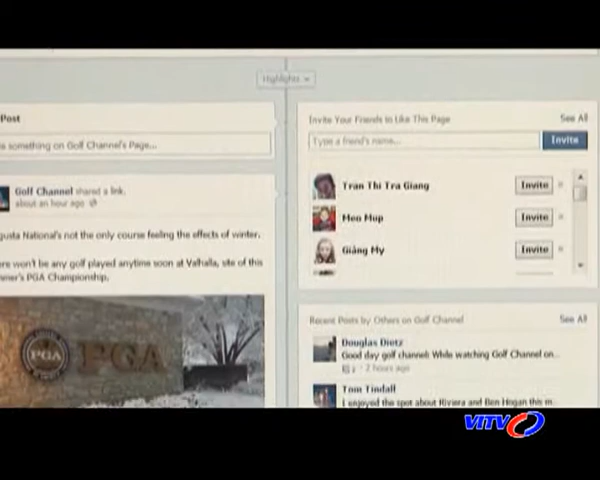 Highlights
Post
something on Golf Channel's Page...
Golf Channel shared a link.
about an hour ago
gusta National's not the only course feeling the effects of winter.
ere won't be any golf played anytime soon at Valhalla, site of this
mer's PGA Championship.
PGA PGA
Invite Your Friends to Like This Page See All
Type a friend's name... Invite
Tran Thi Tra Giang Invite
Meo Mup Invite
Giảng My Invite
Recent Posts by Others on Golf Channel See All
Douglas Dietz
Good day golf channel: While watching Golf Channel on...
2 hours ago
Tom Tindall
I enjoyed the spot about Riviera and Ben Hogan this m...
VITV